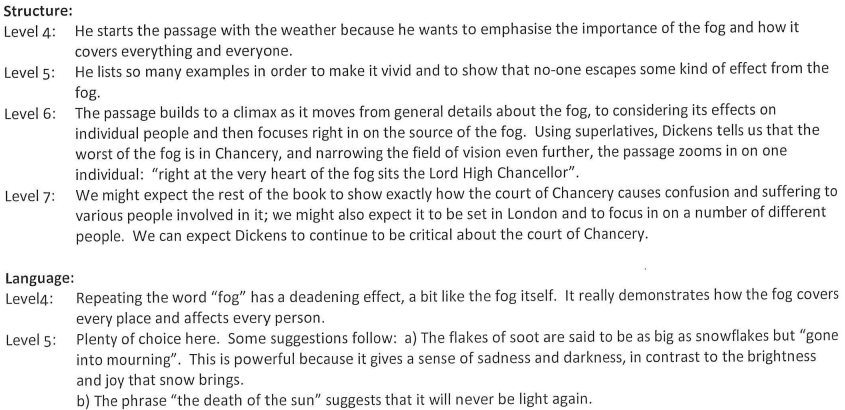 Structure:
Level 4: He starts the passage with the weather because he wants to emphasise the importance of the fog and how it
covers everything and everyone.
Level 5: He lists so many examples in order to make it vivid and to show that no-one escapes some kind of effect from the
fog.
Level 6: The passage builds to a climax as it moves from general details about the fog, to considering its effects on
individual people and then focuses right in on the source of the fog. Using superlatives, Dickens tells us that the
worst of the fog is in Chancery, and narrowing the field of vision even further, the passage zooms in on one
individual: “right at the very heart of the fog sits the Lord High Chancellor”.
Level 7: We might expect the rest of the book to show exactly how the court of Chancery causes confusion and suffering to
various people involved in it; we might also expect it to be set in London and to focus in on a number of different
people. We can expect Dickens to continue to be critical about the court of Chancery.
Language:
Level4: Repeating the word “fog” has a deadening effect, a bit like the fog itself. It really demonstrates how the fog covers
every place and affects every person.
Level 5: Plenty of choice here. Some suggestions follow: a) The flakes of soot are said to be as big as snowflakes but “gone
into mourning”. This is powerful because it gives a sense of sadness and darkness, in contrast to the brightness
and joy that snow brings.
b) The phrase “the death of the sun” suggests that it will never be light again.